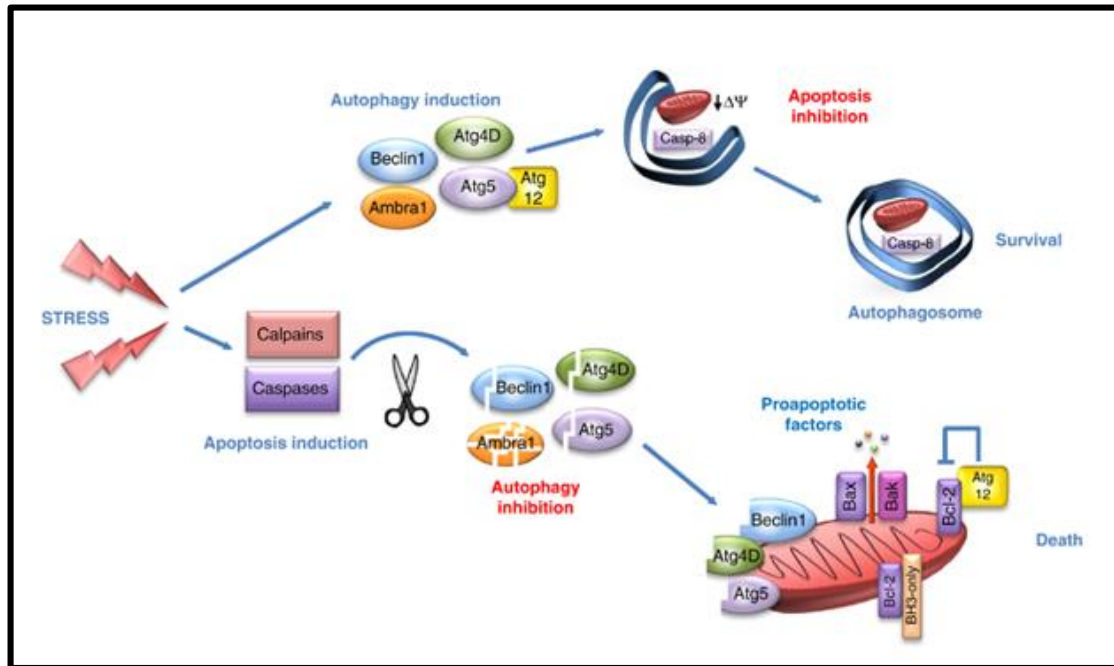 Autophagy induction
Beclin1
Atg4D
Ambra1
Atg5
Atg
12
↓ΔΨ
Casp-8
Apoptosis
inhibition
Casp-8
Survival
Autophagosome
STRESS
Calpains
Caspases
Apoptosis induction
Beclin1
Atg4D
Ambra1
Atg5
Autophagy
inhibition
Proapoptotic
factors
Bax
Bak
Bcl-2
Atg
12
Beclin1
Atg4D
Atg5
Bcl-2
BH3-only
Death